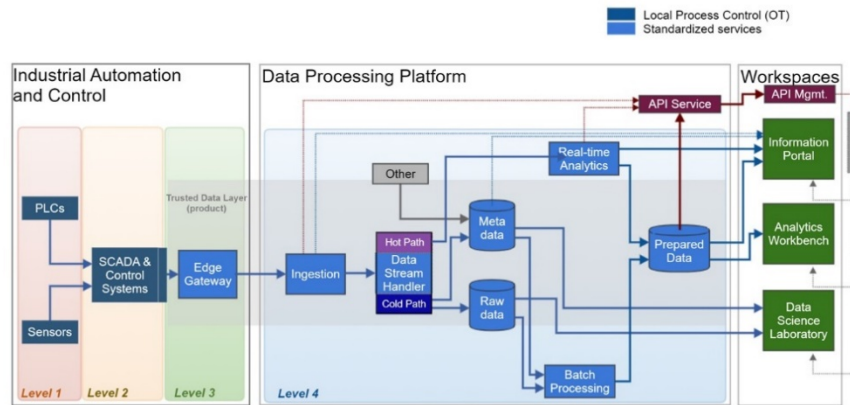 Local Process Control (OT)
Standardized services
Industrial Automation
and Control
Data Processing Platform
Workspaces
API Service
API Mgmt.
Information
Portal
Real-time
Analytics
Other
Trusted Data Layer
(product)
PLCs
Meta
data
Hot Path
Data
Stream
Handler
Cold Path
Prepared
Data
Analytics
Workbench
SCADA &
Control
Systems
Edge
Gateway
Ingestion
Raw
data
Data
Science
Laboratory
Sensors
Batch
Processing
Level 1
Level 2
Level 3
Level 4